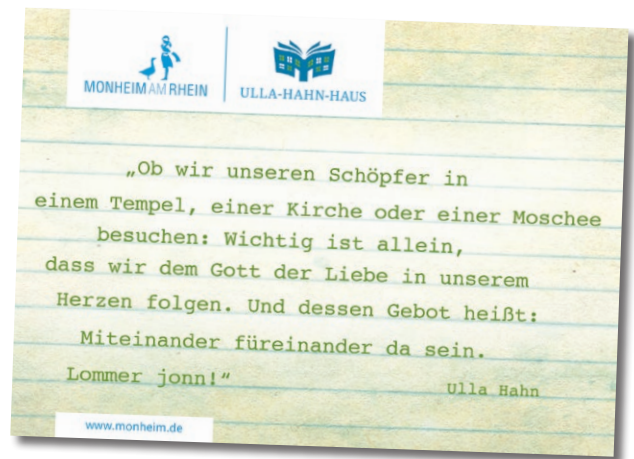 MONHEIM AM RHEIN
ULLA-HAHN-HAUS
„Ob wir unseren Schöpfer in
einem Tempel, einer Kirche oder einer Moschee
besuchen: Wichtig ist allein,
dass wir dem Gott der Liebe in unserem
Herzen folgen. Und dessen Gebot heißt:
Miteinander füreinander da sein.
Lommer jonn!“
Ulla Hahn
www.monheim.de